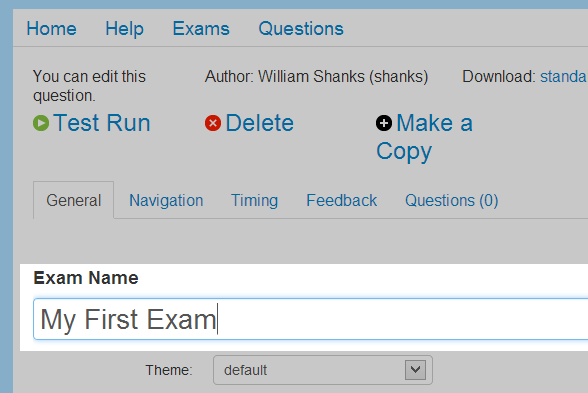 Home Help Exams Questions
You can edit this question. Author: William Shanks (shanks) Download: standa
Test Run Delete Make a Copy
General Navigation Timing Feedback Questions (0)
Exam Name
My First Exam
Theme: default